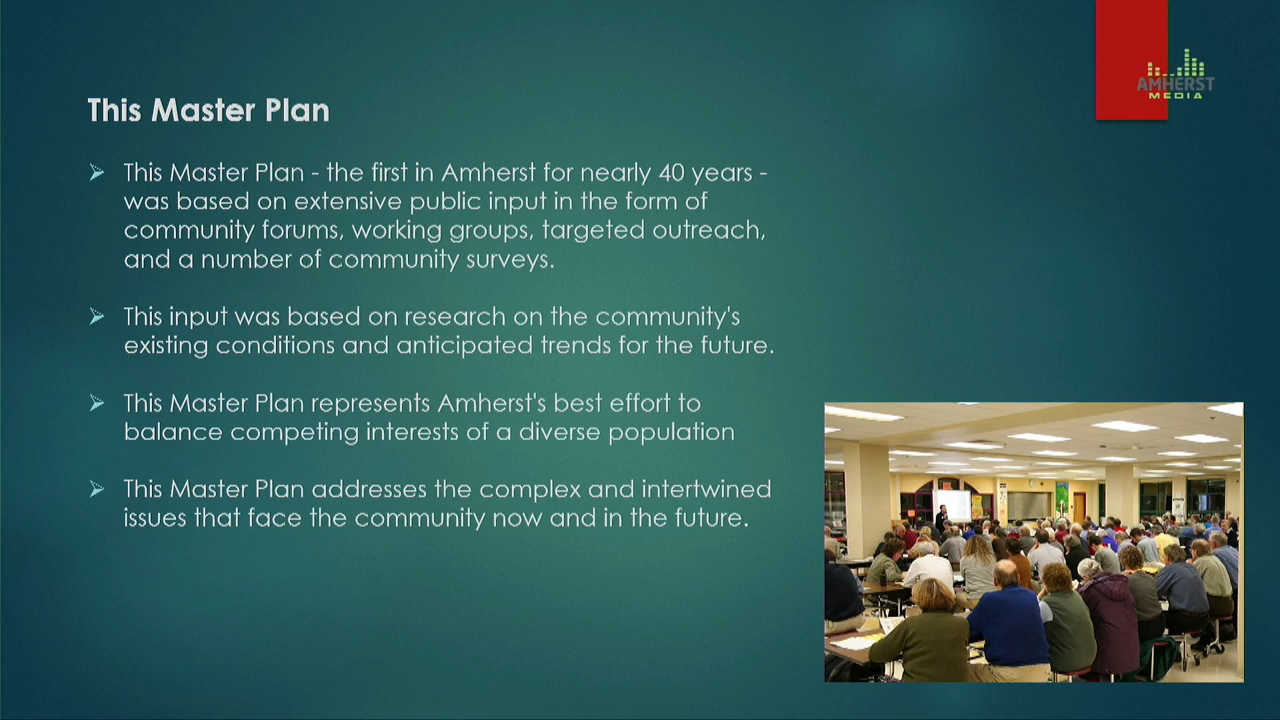 AMHERST
MEDIA
This Master Plan
This Master Plan - the first in Amherst for nearly 40 years -
was based on extensive public input in the form of
community forums, working groups, targeted outreach,
and a number of community surveys.
This input was based on research on the community's
existing conditions and anticipated trends for the future.
This Master Plan represents Amherst's best effort to
balance competing interests of a diverse population
This Master Plan addresses the complex and intertwined
issues that face the community now and in the future.